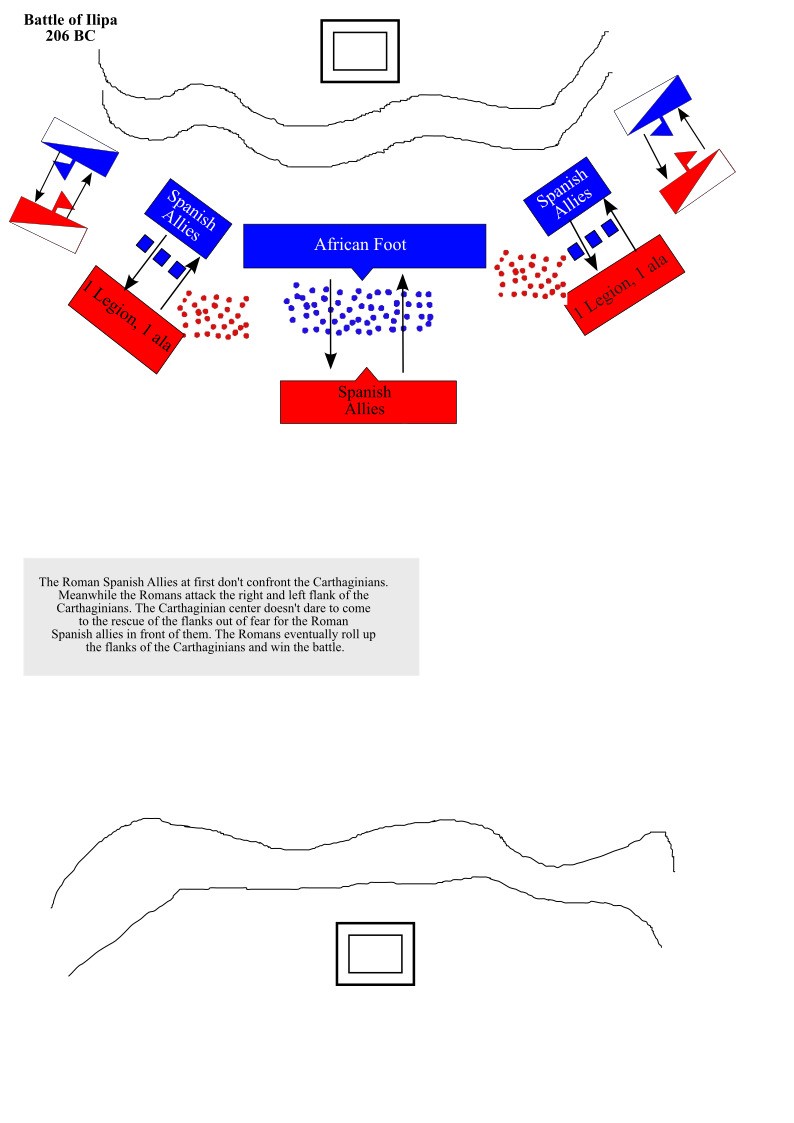 Battle of Ilipa
206 BC
Spanish
Allies
African Foot
Spanish
Allies
1 Legion, 1 ala
1 Legion, 1 ala
Spanish
Allies
The Roman Spanish Allies at first don't confront the Carthaginians.
Meanwhile the Romans attack the right and left flank of the
Carthaginians. The Carthaginian center doesn't dare to come
to the rescue of the flanks out of fear for the Roman
Spanish allies in front of them. The Romans eventually roll up
the flanks of the Carthaginians and win the battle.